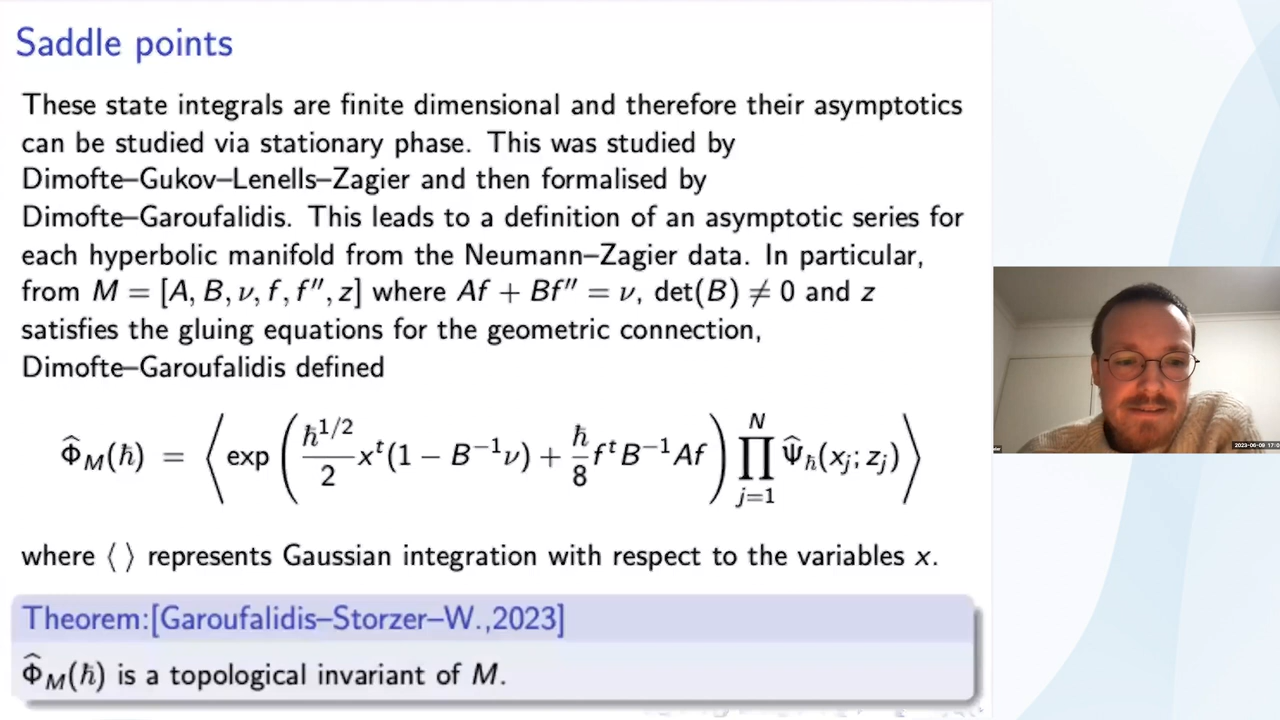 Saddle points
These state integrals are finite dimensional and therefore their asymptotics
can be studied via stationary phase. This was studied by
Dimofte–Gukov–Lenells–Zagier and then formalised by
Dimofte–Garoufalidis. This leads to a definition of an asymptotic series for
each hyperbolic manifold from the Neumann–Zagier data. In particular,
from M = [A, B, ν, f, f″, z] where Af + Bf″ = ν, det(B) ≠ 0 and z
satisfies the gluing equations for the geometric connection,
Dimofte–Garoufalidis defined
Φ̂_M(ħ) = ⟨exp(ħ^{1/2}/2 x^t(1 − B^{−1}ν) + ħ/8 f^t B^{−1}Af) ∏_{j=1}^{N} Ψ̂_ħ(x_j; z_j)⟩
where ⟨ ⟩ represents Gaussian integration with respect to the variables x.
Theorem:[Garoufalidis–Storzer–W.,2023]
Φ̂_M(ħ) is a topological invariant of M.